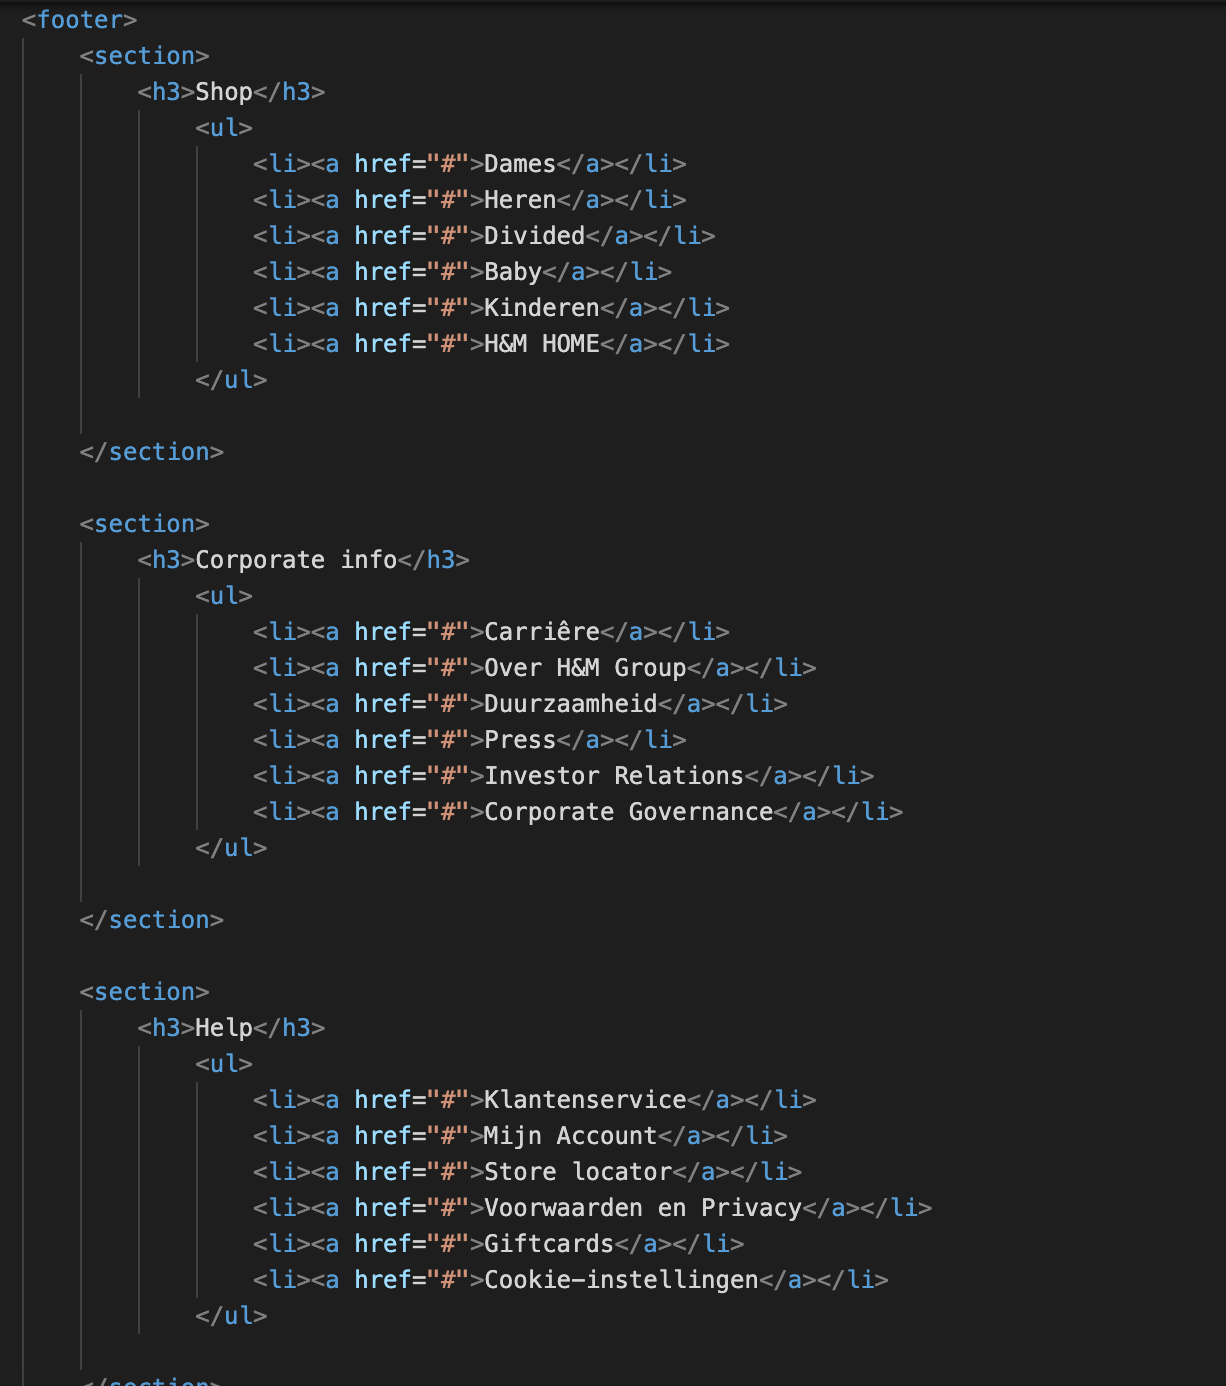 <footer>
<section>
<h3>Shop</h3>
<ul>
<li><a href="#">Dames</a></li>
<li><a href="#">Heren</a></li>
<li><a href="#">Divided</a></li>
<li><a href="#">Baby</a></li>
<li><a href="#">Kinderen</a></li>
<li><a href="#">H&M HOME</a></li>
</ul>
</section>
<section>
<h3>Corporate info</h3>
<ul>
<li><a href="#">Carriêre</a></li>
<li><a href="#">Over H&M Group</a></li>
<li><a href="#">Duurzaamheid</a></li>
<li><a href="#">Press</a></li>
<li><a href="#">Investor Relations</a></li>
<li><a href="#">Corporate Governance</a></li>
</ul>
</section>
<section>
<h3>Help</h3>
<ul>
<li><a href="#">Klantenservice</a></li>
<li><a href="#">Mijn Account</a></li>
<li><a href="#">Store locator</a></li>
<li><a href="#">Voorwaarden en Privacy</a></li>
<li><a href="#">Giftcards</a></li>
<li><a href="#">Cookie-instellingen</a></li>
</ul>
</section>